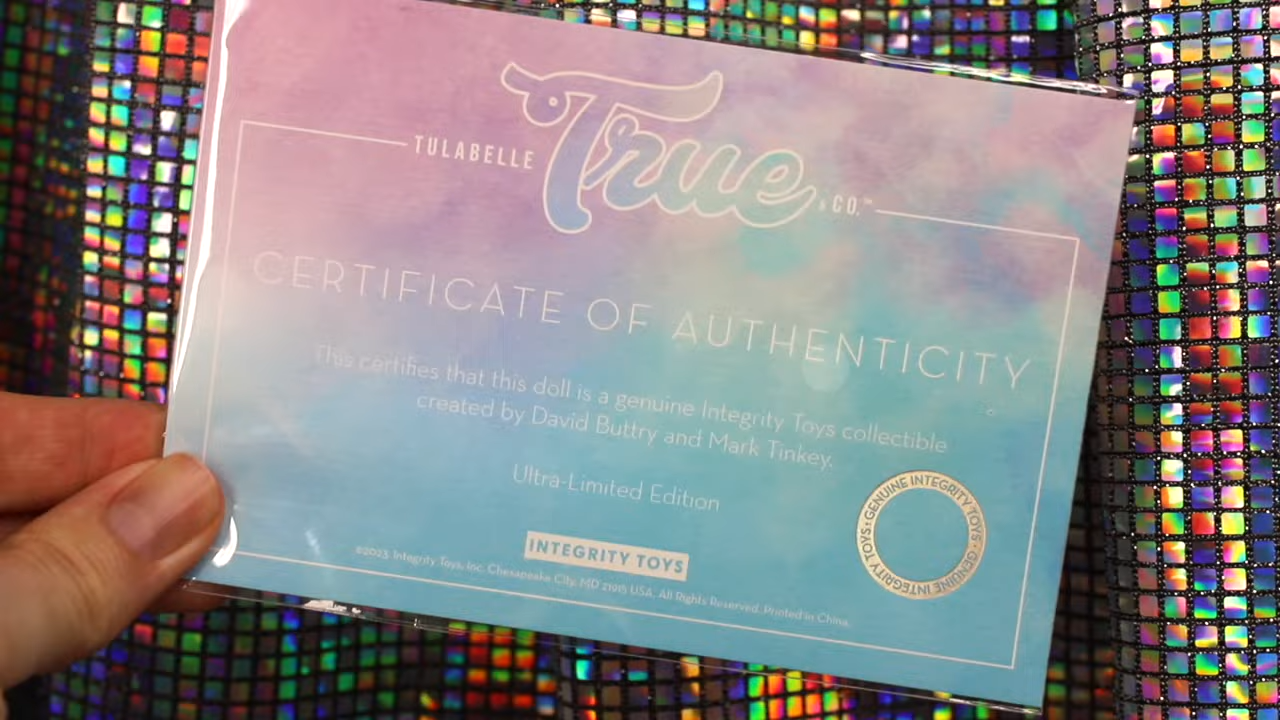 TULABELLE True & CO.™
CERTIFICATE OF AUTHENTICITY
This certifies that this doll is a genuine Integrity Toys collectible
created by David Buttry and Mark Tinkey.
Ultra-Limited Edition
GENUINE INTEGRITY TOYS • GENUINE INTEGRITY TOYS •
INTEGRITY TOYS
©2023. Integrity Toys, Inc. Chesapeake City, MD 21915 USA. All Rights Reserved. Printed in China.